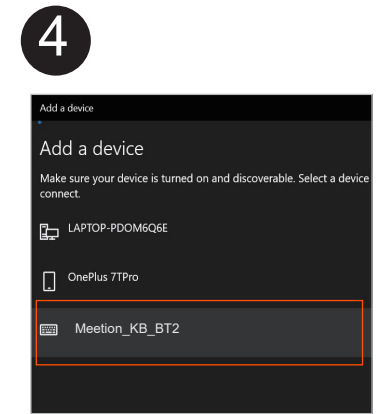 4
Add a device
Add a device
Make sure your device is turned on and discoverable. Select a device
connect.
LAPTOP-PDOM6Q6E
OnePlus 7TPro
Meetion_KB_BT2